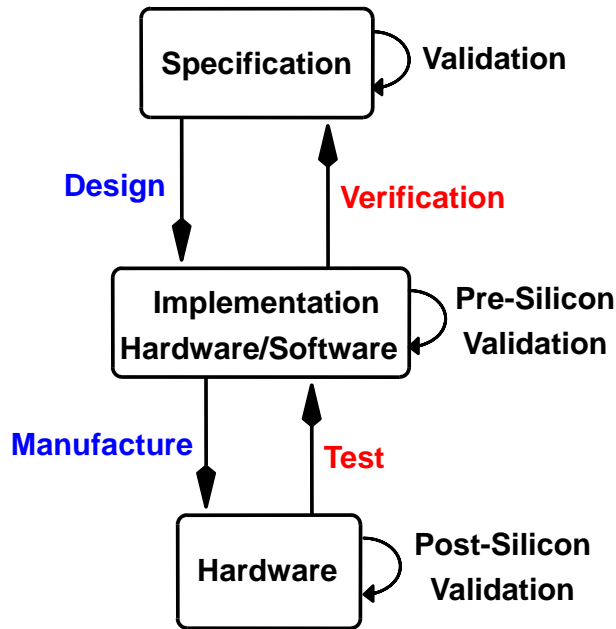 Specification
Validation
Design
Verification
Implementation
Hardware/Software
Pre-Silicon
Validation
Manufacture
Test
Hardware
Post-Silicon
Validation